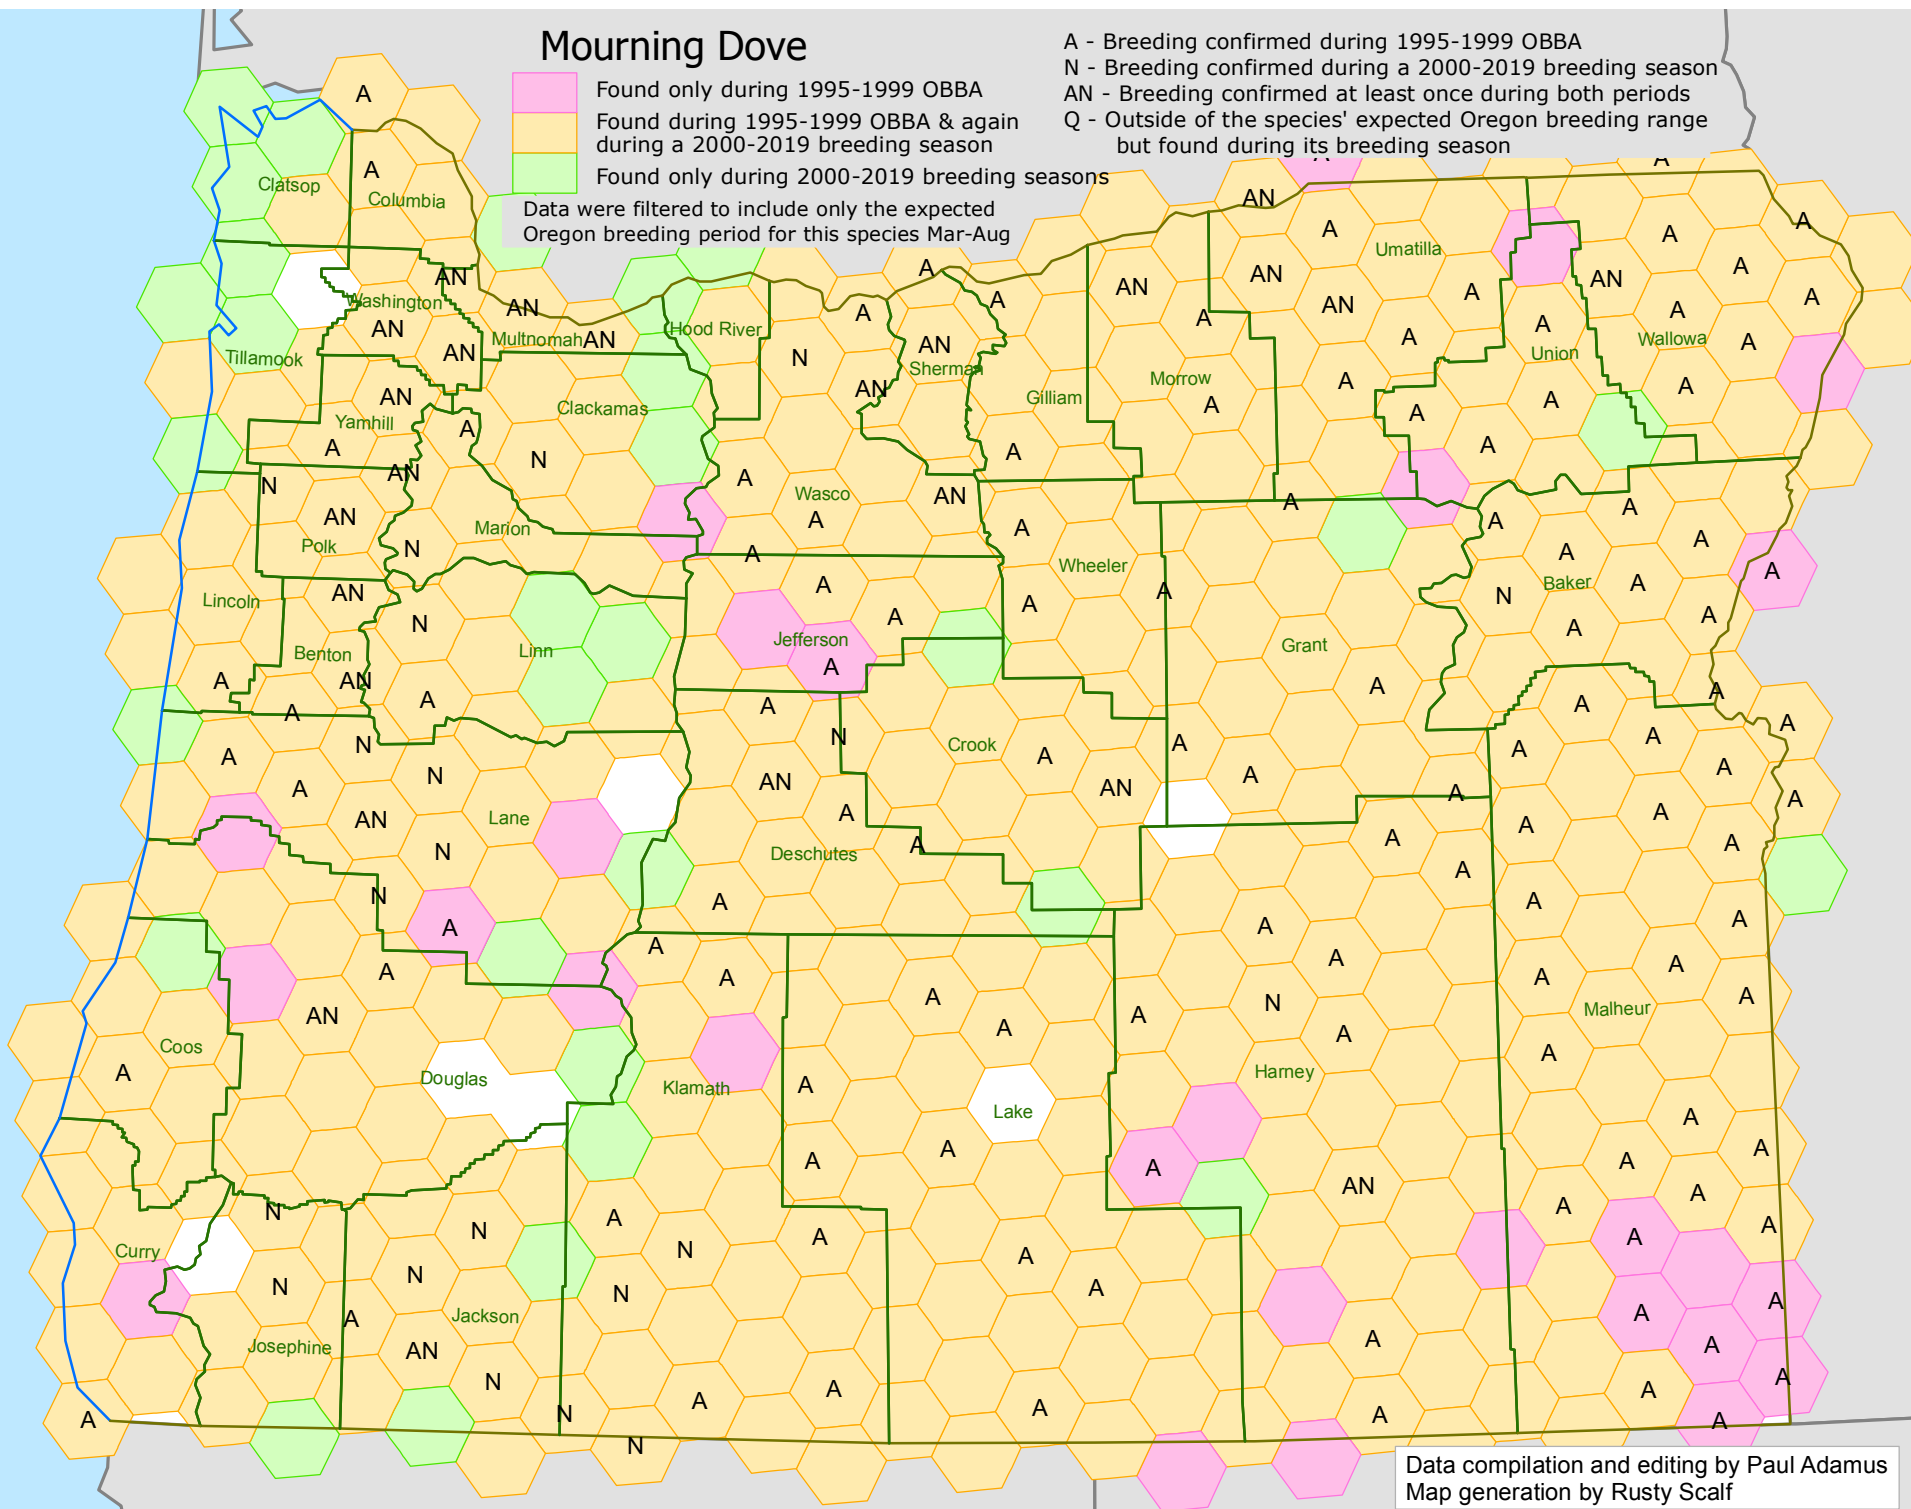 Mourning Dove
Found only during 1995-1999 OBBA
Found during 1995-1999 OBBA & again
during a 2000-2019 breeding season
Found only during 2000-2019 breeding seasons
Data were filtered to include only the expected
Oregon breeding period for this species Mar-Aug
A - Breeding confirmed during 1995-1999 OBBA
N - Breeding confirmed during a 2000-2019 breeding season
AN - Breeding confirmed at least once during both periods
Q - Outside of the species' expected Oregon breeding range
but found during its breeding season
Clatsop
Columbia
Washington
Tillamook
Multnomah
Hood River
Sherman
Gilliam
Morrow
Umatilla
Union
Wallowa
Yamhill
Clackamas
Wasco
Polk
Marion
Wheeler
Baker
Lincoln
Benton
Linn
Jefferson
Grant
Crook
Lane
Deschutes
Coos
Douglas
Klamath
Lake
Harney
Malheur
Curry
Josephine
Jackson
Data compilation and editing by Paul Adamus
Map generation by Rusty Scalf